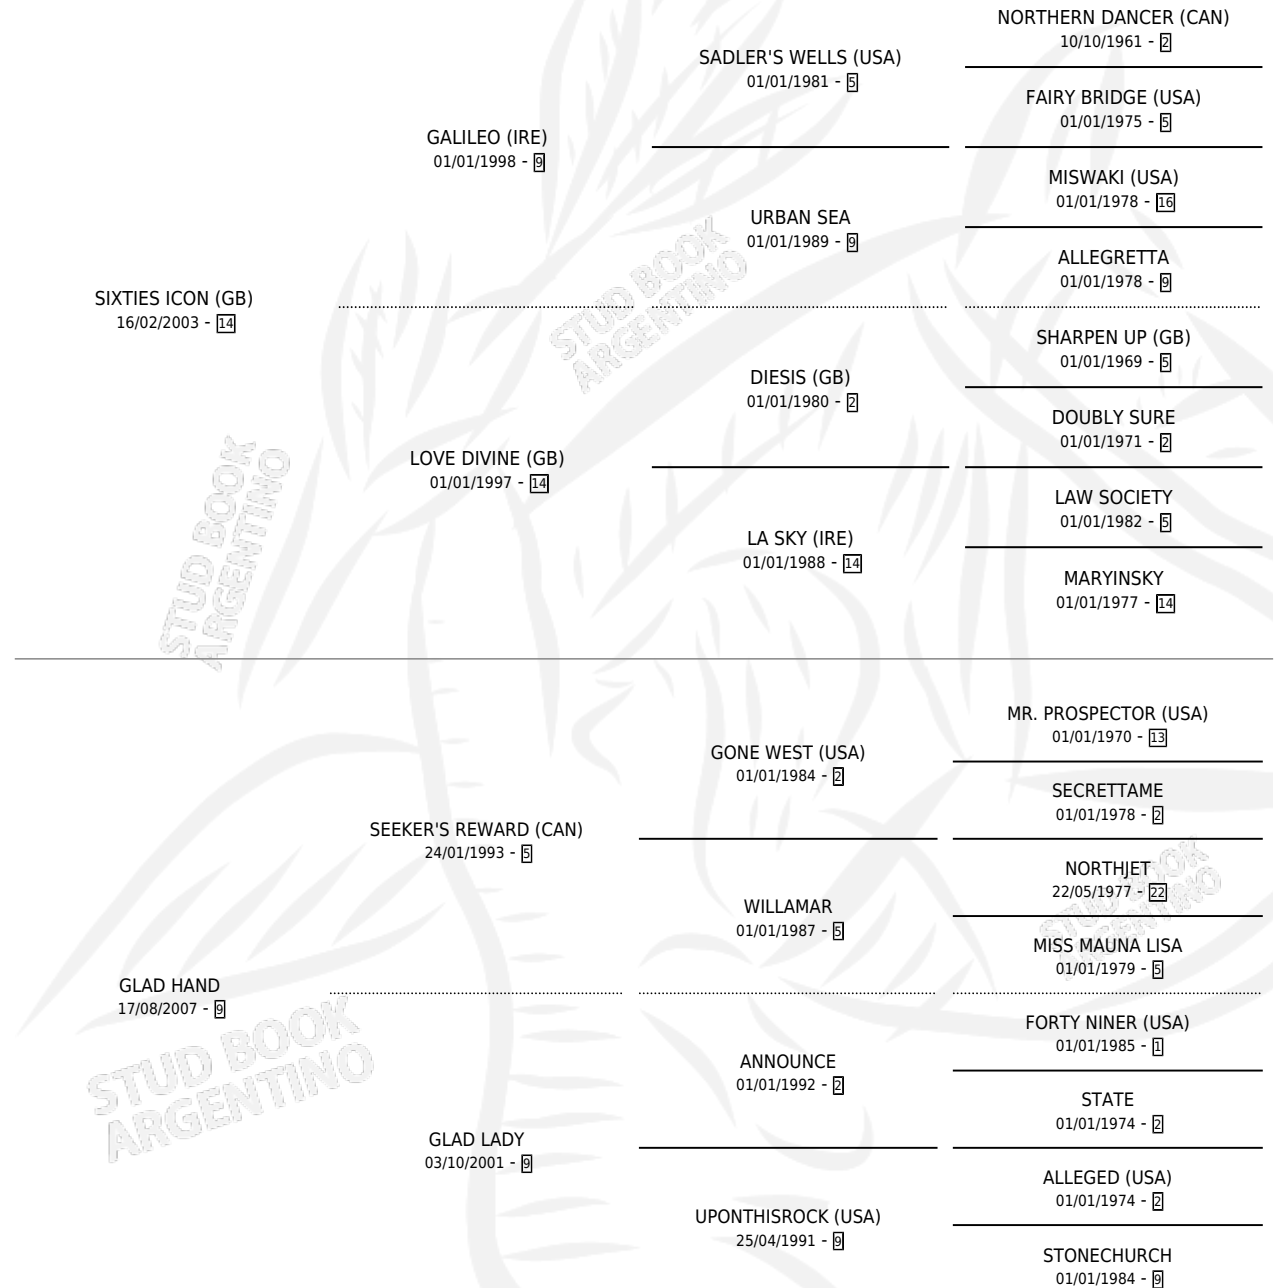 NORTHERN DANCER (CAN)
10/10/1961 - 2
SADLER'S WELLS (USA)
01/01/1981 - 5
FAIRY BRIDGE (USA)
01/01/1975 - 5
GALILEO (IRE)
01/01/1998 - 9
MISWAKI (USA)
01/01/1978 - 16
URBAN SEA
01/01/1989 - 9
ALLEGRETTA
01/01/1978 - 9
SIXTIES ICON (GB)
16/02/2003 - 14
SHARPEN UP (GB)
01/01/1969 - 5
DIESIS (GB)
01/01/1980 - 2
DOUBLY SURE
01/01/1971 - 2
LOVE DIVINE (GB)
01/01/1997 - 14
LAW SOCIETY
01/01/1982 - 5
LA SKY (IRE)
01/01/1988 - 14
MARYINSKY
01/01/1977 - 14
MR. PROSPECTOR (USA)
01/01/1970 - 13
GONE WEST (USA)
01/01/1984 - 2
SECRETTAME
01/01/1978 - 2
SEEKER'S REWARD (CAN)
24/01/1993 - 5
NORTHJET
22/05/1977 - 22
WILLAMAR
01/01/1987 - 5
MISS MAUNA LISA
01/01/1979 - 5
GLAD HAND
17/08/2007 - 9
FORTY NINER (USA)
01/01/1985 - 1
ANNOUNCE
01/01/1992 - 2
STATE
01/01/1974 - 2
GLAD LADY
03/10/2001 - 9
ALLEGED (USA)
01/01/1974 - 2
UPONTHISROCK (USA)
25/04/1991 - 9
STONECHURCH
01/01/1984 - 9
STUD BOOK
ARGENTINO
STUD BOOK
ARGENTINO
STUD BOOK
ARGENTINO
STUD BOOK
ARGENTINO